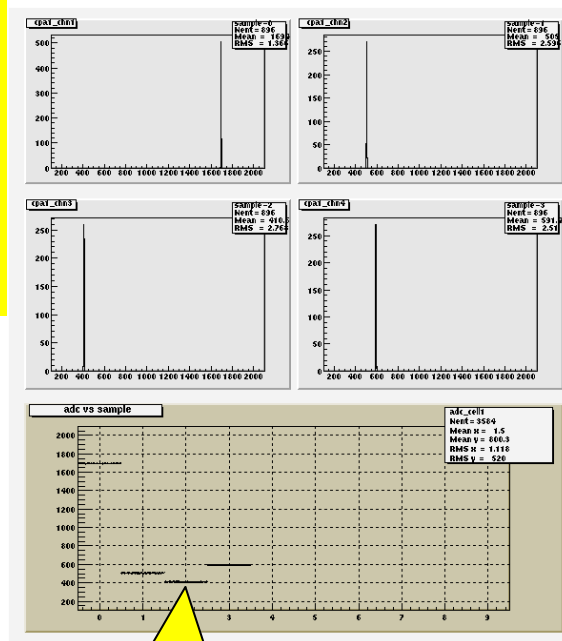 cpa1_chn1
sample-0
Nent = 896
Mean = 1699
RMS = 1.366
500
400
300
200
100
0
200 400 600 800 1000 1200 1400 1600 1800 2000
cpa1_chn2
sample-1
Nent = 896
Mean = 505
RMS = 2.596
250
200
150
100
50
0
200 400 600 800 1000 1200 1400 1600 1800 2000
cpa1_chn3
sample-2
Nent = 896
Mean = 410.5
RMS = 2.768
250
200
150
100
50
0
200 400 600 800 1000 1200 1400 1600 1800 2000
cpa1_chn4
sample-3
Nent = 896
Mean = 591.9
RMS = 2.51
250
200
150
100
50
0
200 400 600 800 1000 1200 1400 1600 1800 2000
adc vs sample
adc_cell1
Nent = 3584
Mean x = 1.5
Mean y = 800.3
RMS x = 1.118
RMS y = 520
2000
1800
1600
1400
1200
1000
800
600
400
200
0 1 2 3 4 5 6 7 8 9